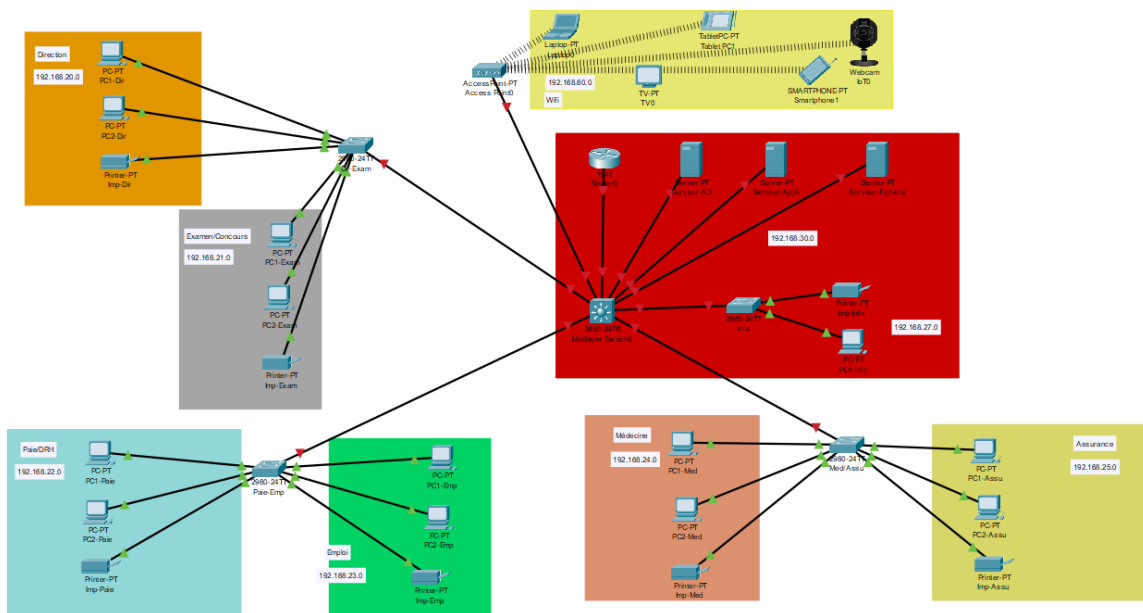 Direction
192.168.20.0
PC-PT
PC1-Dir
PC-PT
PC2-Dir
Printer-PT
Imp-Dir
2960-24TT
Exam
Examen/Concours
192.168.21.0
PC-PT
PC1-Exam
PC-PT
PC2-Exam
Printer-PT
Imp-Exam
Laptop-PT
Laptop0
TabletPC-PT
Tablet PC1
AccessPoint-PT
Access Point0
192.168.60.0
Wifi
TV-PT
TV0
SMARTPHONE-PT
Smartphone1
Webcam
IoT0
Router0
Server-PT
Serveur-AD
Server-PT
Serveur-Appli
Server-PT
Serveur-Fichiers
192.168.30.0
Multilayer Switch0
2960-24TT
Info
Printer-PT
Imp-Info
192.168.27.0
PC-PT
PC1-Info
Paie/DRH
192.168.22.0
PC-PT
PC1-Paie
PC-PT
PC2-Paie
Printer-PT
Imp-Paie
2960-24TT
Paie-Emp
PC-PT
PC1-Emp
PC-PT
PC2-Emp
Emploi
192.168.23.0
Printer-PT
Imp-Emp
Médecine
192.168.24.0
PC-PT
PC1-Med
PC-PT
PC2-Med
Printer-PT
Imp-Med
2960-24TT
Med/Assu
Assurance
192.168.25.0
PC-PT
PC1-Assu
PC-PT
PC2-Assu
Printer-PT
Imp-Assu